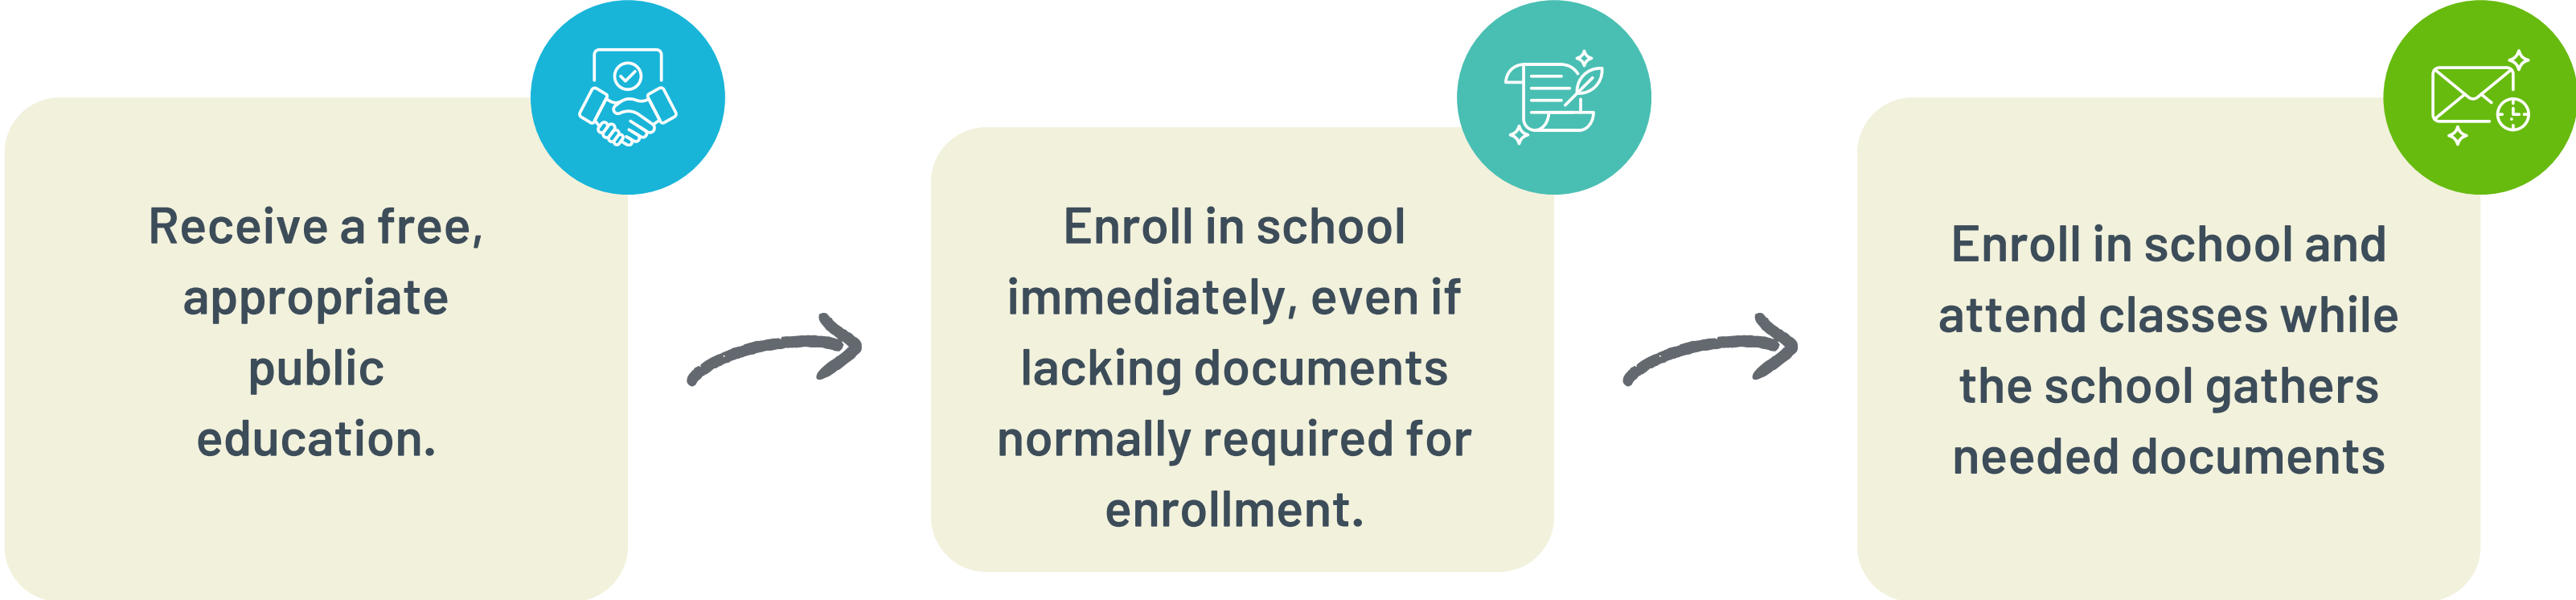 Receive a free,
appropriate
public
education.
Enroll in school
immediately, even if
lacking documents
normally required for
enrollment.
Enroll in school and
attend classes while
the school gathers
needed documents